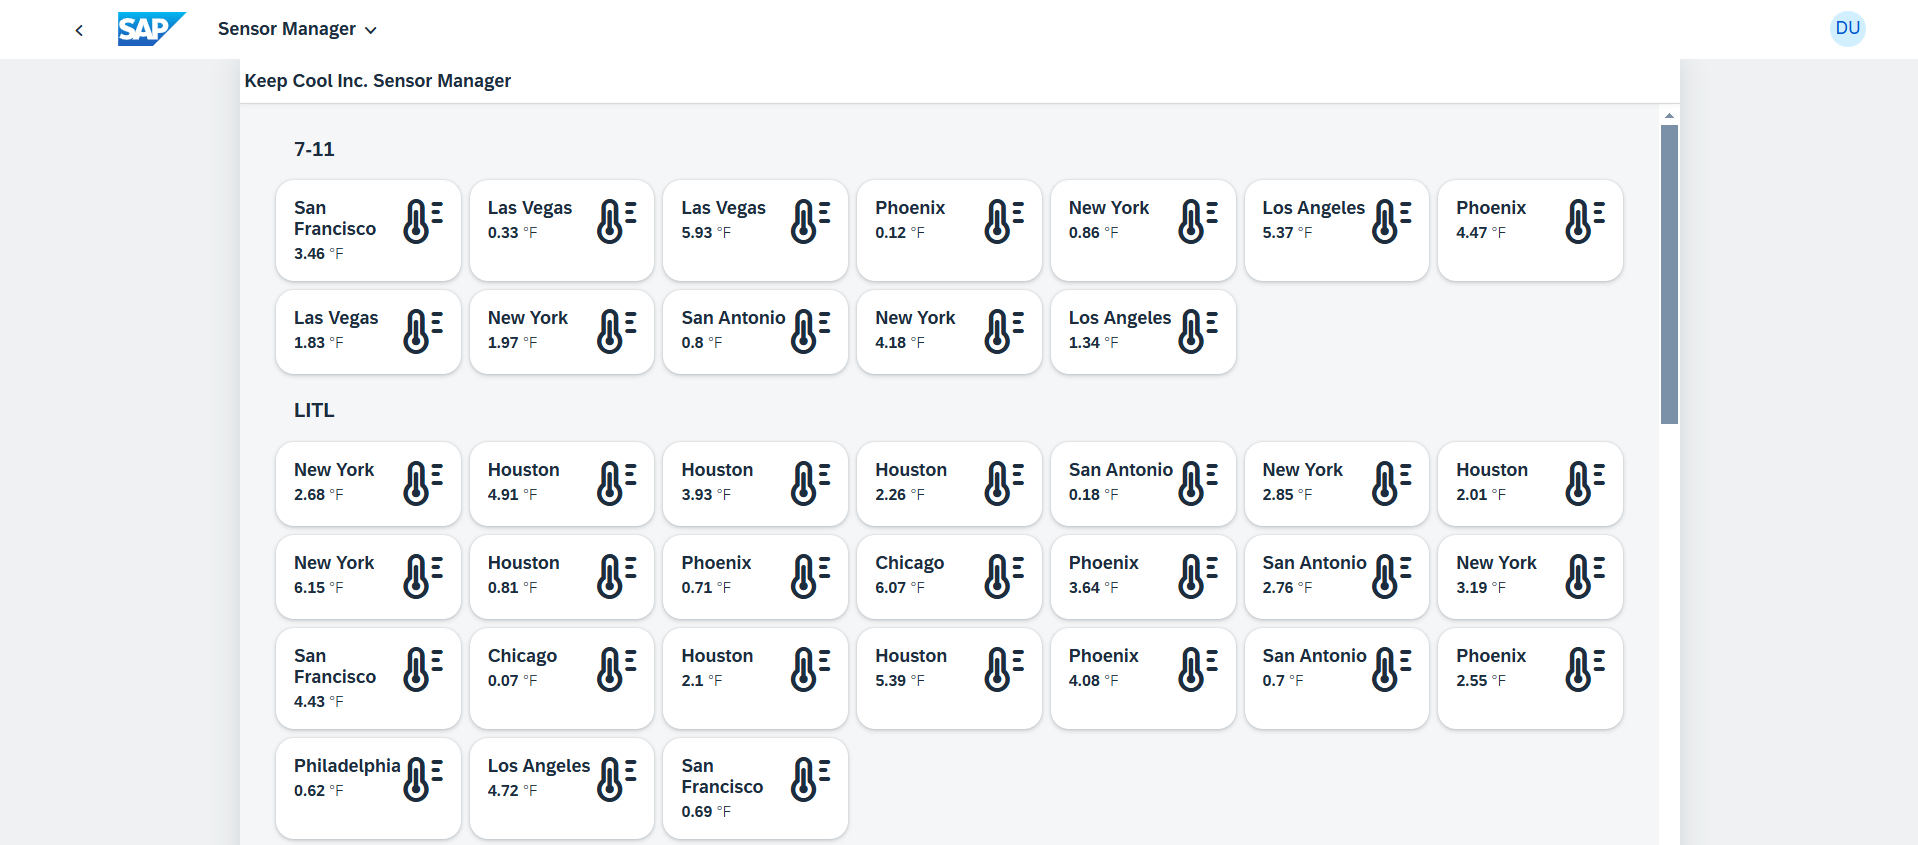 SAP
Sensor Manager
DU
Keep Cool Inc. Sensor Manager
7-11
San
Francisco
3.46 °F
Las Vegas
0.33 °F
Las Vegas
5.93 °F
Phoenix
0.12 °F
New York
0.86 °F
Los Angeles
5.37 °F
Phoenix
4.47 °F
Las Vegas
1.83 °F
New York
1.97 °F
San Antonio
0.8 °F
New York
4.18 °F
Los Angeles
1.34 °F
LITL
New York
2.68 °F
Houston
4.91 °F
Houston
3.93 °F
Houston
2.26 °F
San Antonio
0.18 °F
New York
2.85 °F
Houston
2.01 °F
New York
6.15 °F
Houston
0.81 °F
Phoenix
0.71 °F
Chicago
6.07 °F
Phoenix
3.64 °F
San Antonio
2.76 °F
New York
3.19 °F
San
Francisco
4.43 °F
Chicago
0.07 °F
Houston
2.1 °F
Houston
5.39 °F
Phoenix
4.08 °F
San Antonio
0.7 °F
Phoenix
2.55 °F
Philadelphia
0.62 °F
Los Angeles
4.72 °F
San
Francisco
0.69 °F